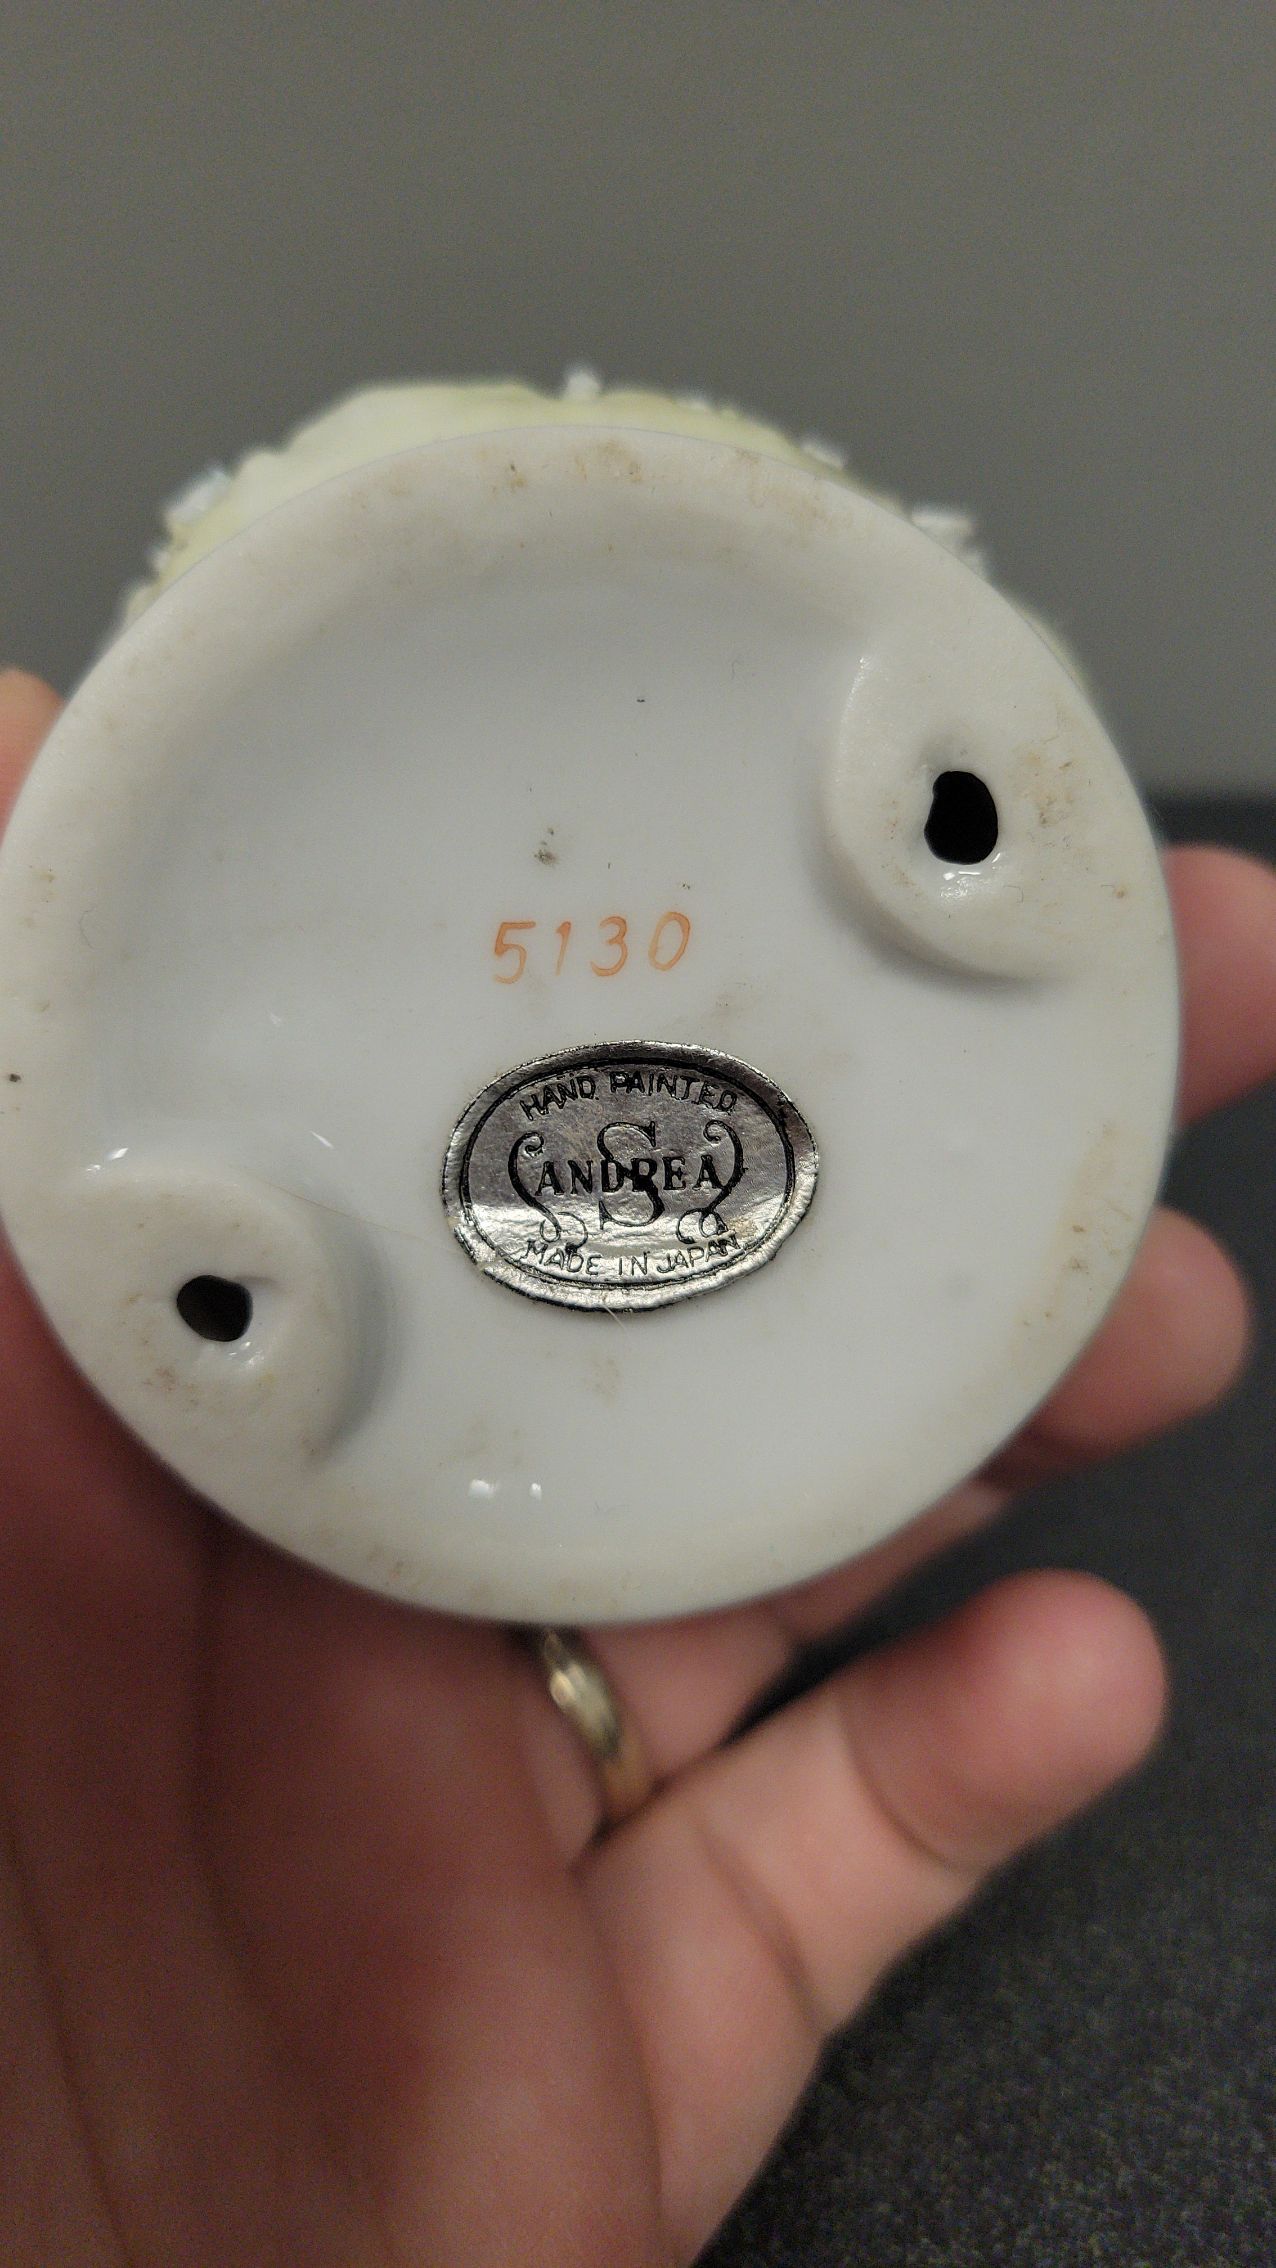 5130
HAND PAINTED
S
ANDREA
MADE IN JAPAN